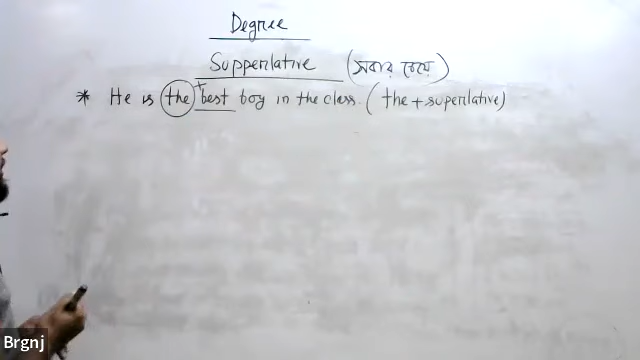 Degree
Supperlative (সবার চেয়ে)
* He is the + best boy in the class. (the + superlative)
Brgnj